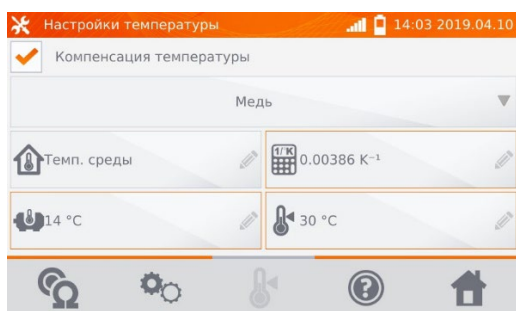 Настройки температуры 14:03 2019.04.10
Компенсация температуры
Медь
Темп. среды 1/K 0.00386 K⁻¹
14 °C 30 °C
Ω ?